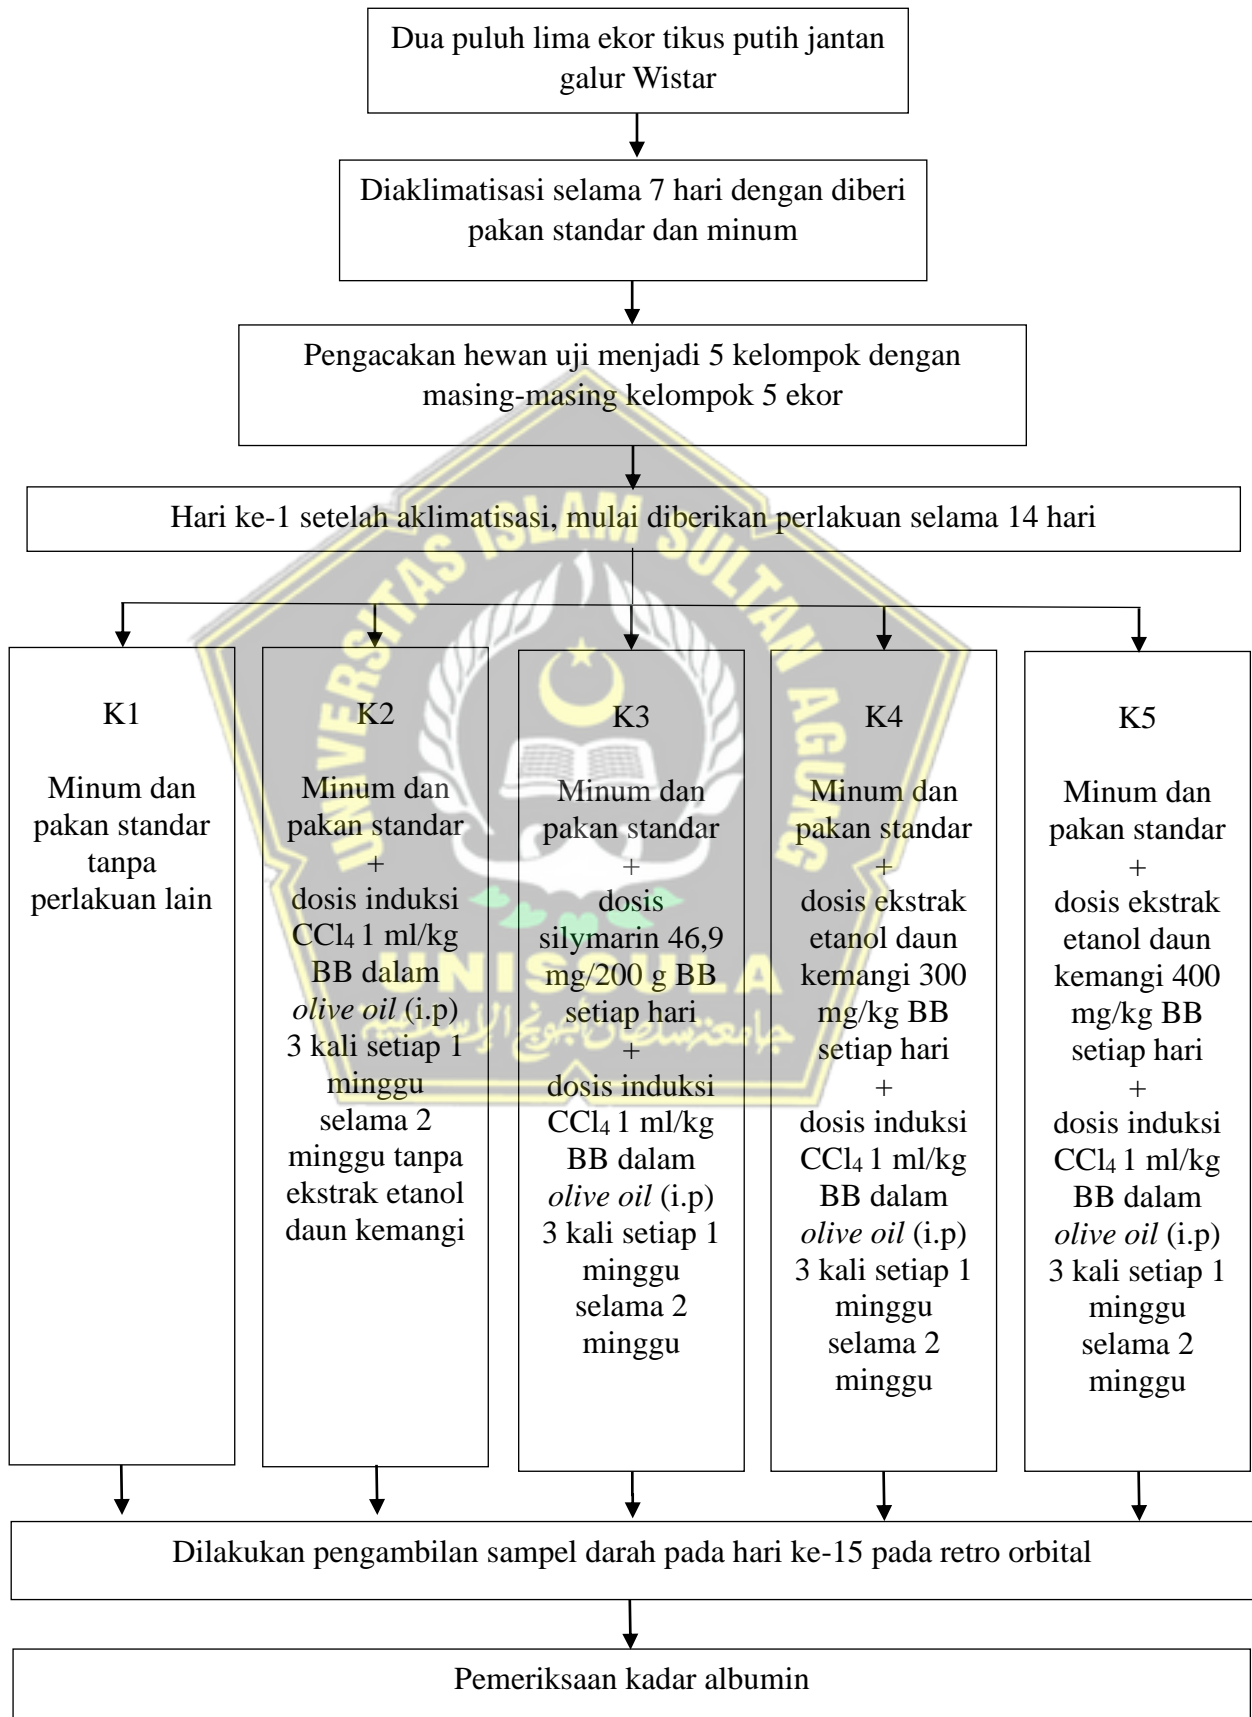 Dua puluh lima ekor tikus putih jantan
galur Wistar
Diaklimatisasi selama 7 hari dengan diberi
pakan standar dan minum
Pengacakan hewan uji menjadi 5 kelompok dengan
masing-masing kelompok 5 ekor
Hari ke-1 setelah aklimatisasi, mulai diberikan perlakuan selama 14 hari
K1
Minum dan
pakan standar
tanpa
perlakuan lain
K2
Minum dan
pakan standar
+
dosis induksi
CCl₄ 1 ml/kg
BB dalam
olive oil (i.p)
3 kali setiap 1
minggu
selama 2
minggu tanpa
ekstrak etanol
daun kemangi
K3
Minum dan
pakan standar
+
dosis
silymarin 46,9
mg/200 g BB
setiap hari
+
dosis induksi
CCl₄ 1 ml/kg
BB dalam
olive oil (i.p)
3 kali setiap 1
minggu
selama 2
minggu
K4
Minum dan
pakan standar
+
dosis ekstrak
etanol daun
kemangi 300
mg/kg BB
setiap hari
+
dosis induksi
CCl₄ 1 ml/kg
BB dalam
olive oil (i.p)
3 kali setiap 1
minggu
selama 2
minggu
K5
Minum dan
pakan standar
+
dosis ekstrak
etanol daun
kemangi 400
mg/kg BB
setiap hari
+
dosis induksi
CCl₄ 1 ml/kg
BB dalam
olive oil (i.p)
3 kali setiap 1
minggu
selama 2
minggu
Dilakukan pengambilan sampel darah pada hari ke-15 pada retro orbital
Pemeriksaan kadar albumin
UNIVERSITAS ISLAM SULTAN AGUNG
UNISSULA